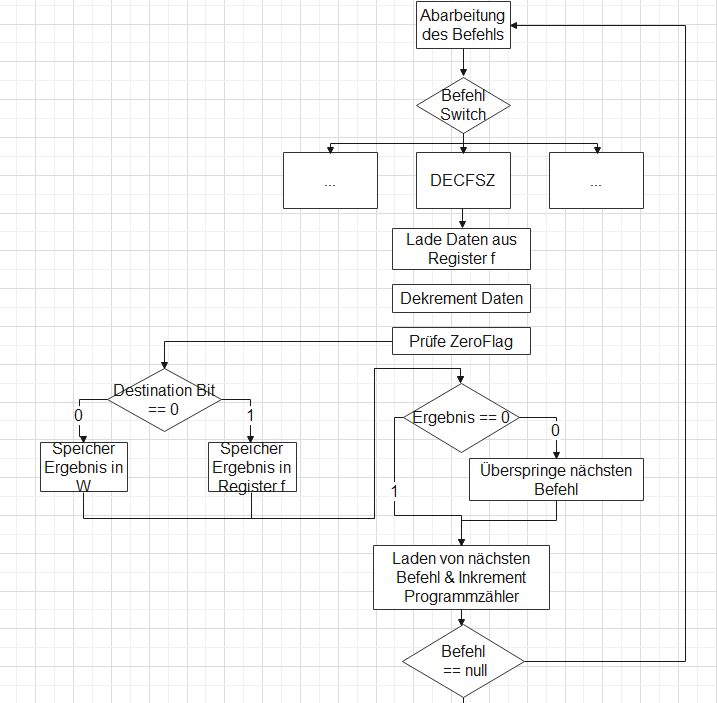 Abarbeitung
des Befehls
Befehl
Switch
...
DECFSZ
...
Lade Daten aus
Register f
Dekrement Daten
Prüfe ZeroFlag
Destination Bit
== 0
0
1
Speicher
Ergebnis in
W
Speicher
Ergebnis in
Register f
Ergebnis == 0
0
1
Überspringe nächsten
Befehl
Laden von nächsten
Befehl & Inkrement
Programmzähler
Befehl
== null